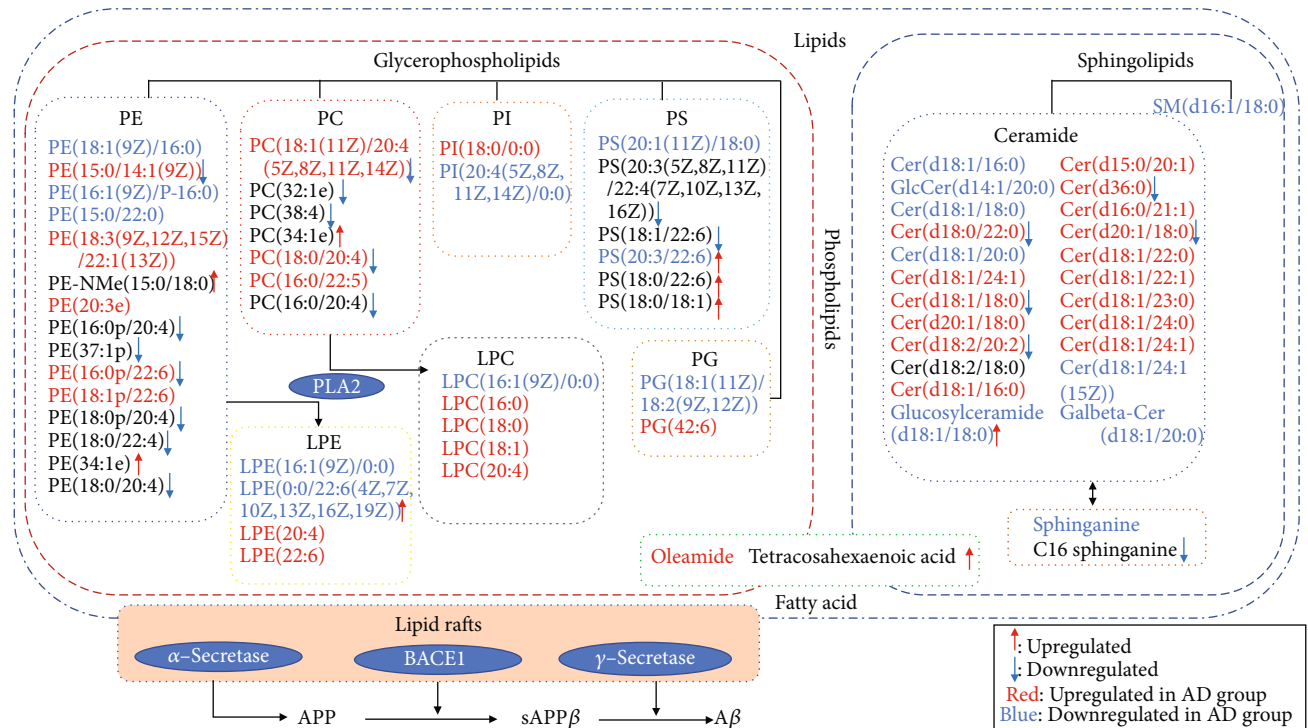 Lipids
Glycerophospholipids
PE
PE(18:1(9Z)/16:0)
PE(15:0/14:1(9Z))↓
PE(16:1(9Z)/P-16:0)
PE(15:0/22:0)
PE(18:3(9Z,12Z,15Z)
/22:1(13Z))
PE-NMe(15:0/18:0)↑
PE(20:3e)
PE(16:0p/20:4)↓
PE(37:1p)↓
PE(16:0p/22:6)↓
PE(18:1p/22:6)
PE(18:0p/20:4)↓
PE(18:0/22:4)↓
PE(34:1e)↑
PE(18:0/20:4)↓
PC
PC(18:1(11Z)/20:4
(5Z,8Z,11Z,14Z))↓
PC(32:1e)↓
PC(38:4)↓
PC(34:1e)↑
PC(18:0/20:4)↓
PC(16:0/22:5)
PC(16:0/20:4)↓
PI
PI(18:0/0:0)
PI(20:4(5Z,8Z,
11Z,14Z)/0:0)
PS
PS(20:1(11Z)/18:0)
PS(20:3(5Z,8Z,11Z)
/22:4(7Z,10Z,13Z,
16Z))↓
PS(18:1/22:6)↓
PS(20:3/22:6)↑
PS(18:0/22:6)↑
PS(18:0/18:1)↑
PLA2
LPE
LPE(16:1(9Z)/0:0)
LPE(0:0/22:6(4Z,7Z,
10Z,13Z,16Z,19Z))↑
LPE(20:4)
LPE(22:6)
LPC
LPC(16:1(9Z)/0:0)
LPC(16:0)
LPC(18:0)
LPC(18:1)
LPC(20:4)
PG
PG(18:1(11Z)/
18:2(9Z,12Z))
PG(42:6)
Phospholipids
Sphingolipids
SM(d16:1/18:0)
Ceramide
Cer(d18:1/16:0)
GlcCer(d14:1/20:0)
Cer(d18:1/18:0)
Cer(d18:0/22:0)↓
Cer(d18:1/20:0)
Cer(d18:1/24:1)
Cer(d18:1/18:0)↓
Cer(d20:1/18:0)
Cer(d18:2/20:2)↓
Cer(d18:2/18:0)
Cer(d18:1/16:0)
Glucosylceramide
(d18:1/18:0)↑
Cer(d15:0/20:1)
Cer(d36:0)↓
Cer(d16:0/21:1)
Cer(d20:1/18:0)↓
Cer(d18:1/22:0)
Cer(d18:1/22:1)
Cer(d18:1/23:0)
Cer(d18:1/24:0)
Cer(d18:1/24:1)
Cer(d18:1/24:1
(15Z))
Galbeta-Cer
(d18:1/20:0)
Sphinganine
C16 sphinganine↓
Oleamide Tetracosahexaenoic acid ↑
Fatty acid
Lipid rafts
α–Secretase
BACE1
γ–Secretase
APP
sAPPβ
Aβ
↑: Upregulated
↓: Downregulated
Red: Upregulated in AD group
Blue: Downregulated in AD group